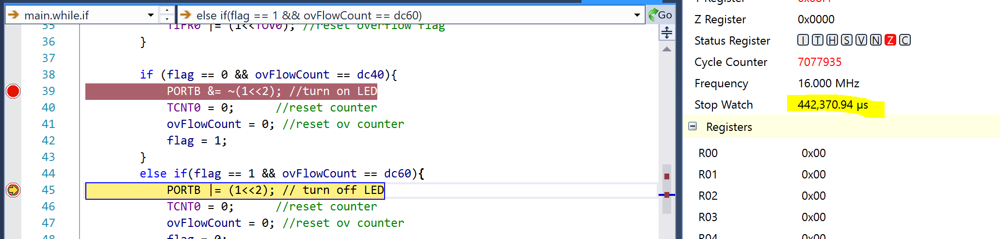 main.while.if
else if(flag == 1 && ovFlowCount == dc60)
Go
35 TIFR0 |= (1<<TOV0); //reset overflow flag
36 }
37
38 if (flag == 0 && ovFlowCount == dc40){
39 PORTB &= ~(1<<2); //turn on LED
40 TCNT0 = 0; //reset counter
41 ovFlowCount = 0; //reset ov counter
42 flag = 1;
43 }
44 else if(flag == 1 && ovFlowCount == dc60){
45 PORTB |= (1<<2); // turn off LED
46 TCNT0 = 0; //reset counter
47 ovFlowCount = 0; //reset ov counter
48 flag = 0;
Register
Z Register 0x0000
Status Register I T H S V N Z C
Cycle Counter 7077935
Frequency 16.000 MHz
Stop Watch 442,370.94 µs
Registers
R00 0x00
R01 0x00
R02 0x00
R03 0x00
R04 0x00